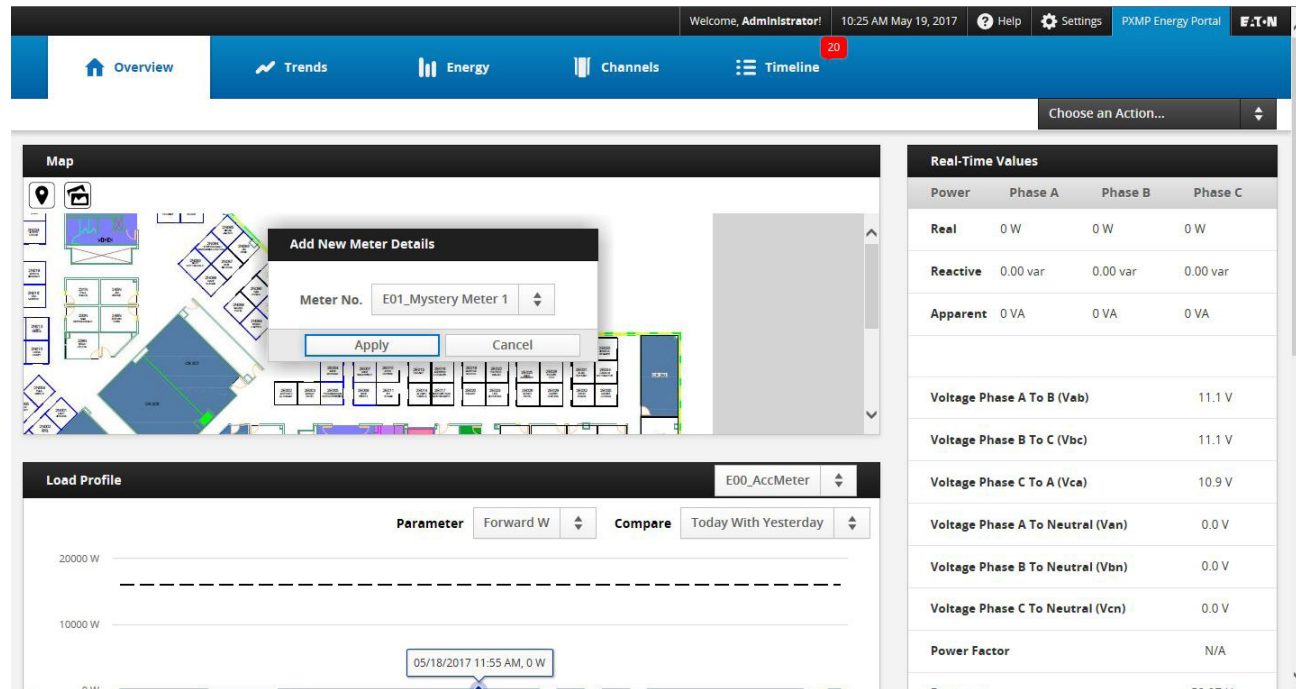 Welcome, Administrator! 10:25 AM May 19, 2017 Help Settings PXMP Energy Portal E·T·N
Overview Trends Energy Channels Timeline 20
Choose an Action...
Map
Add New Meter Details
Meter No. E01_Mystery Meter 1
Apply Cancel
Load Profile E00_AccMeter
Parameter Forward W Compare Today With Yesterday
20000 W
10000 W
05/18/2017 11:55 AM, 0 W
0 W
Real-Time Values
Power Phase A Phase B Phase C
Real 0 W 0 W 0 W
Reactive 0.00 var 0.00 var 0.00 var
Apparent 0 VA 0 VA 0 VA
Voltage Phase A To B (Vab) 11.1 V
Voltage Phase B To C (Vbc) 11.1 V
Voltage Phase C To A (Vca) 10.9 V
Voltage Phase A To Neutral (Van) 0.0 V
Voltage Phase B To Neutral (Vbn) 0.0 V
Voltage Phase C To Neutral (Vcn) 0.0 V
Power Factor N/A